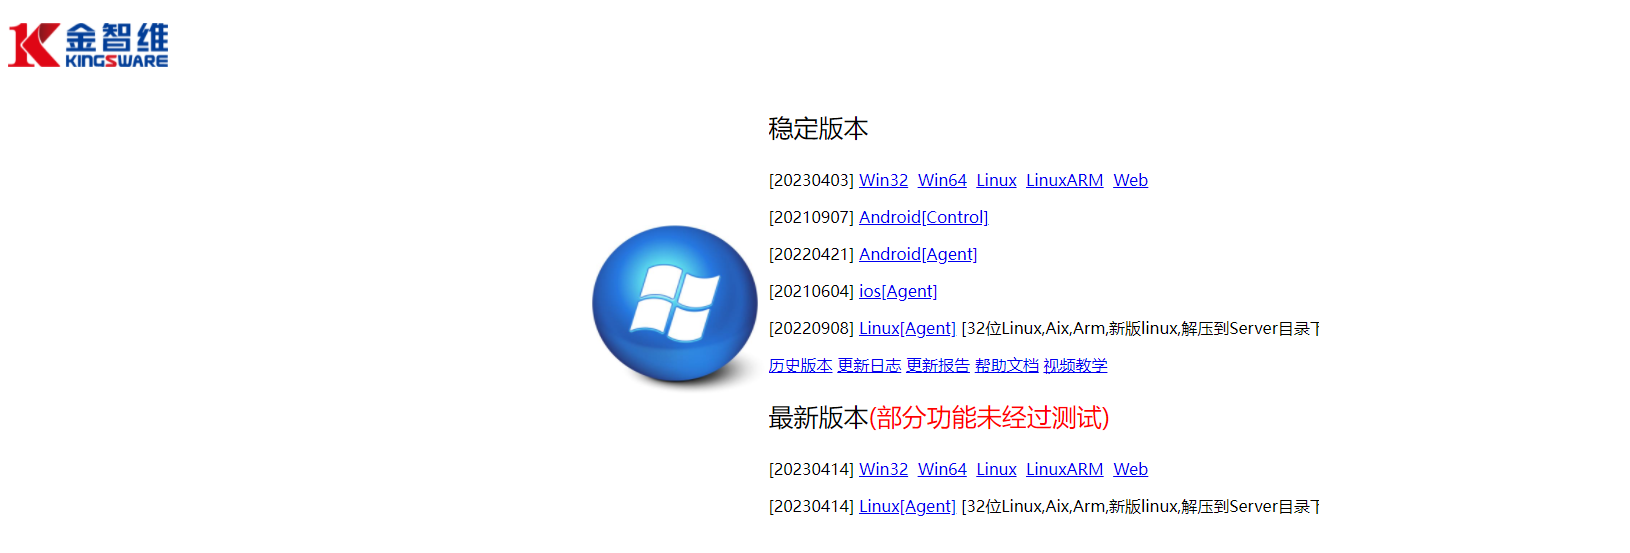 金智维
KINGSWARE
稳定版本
[20230403] Win32 Win64 Linux LinuxARM Web
[20210907] Android[Control]
[20220421] Android[Agent]
[20210604] ios[Agent]
[20220908] Linux[Agent] [32位Linux,Aix,Arm,新版linux,解压到Server目录下
历史版本 更新日志 更新报告 帮助文档 视频教学
最新版本(部分功能未经过测试)
[20230414] Win32 Win64 Linux LinuxARM Web
[20230414] Linux[Agent] [32位Linux,Aix,Arm,新版linux,解压到Server目录下